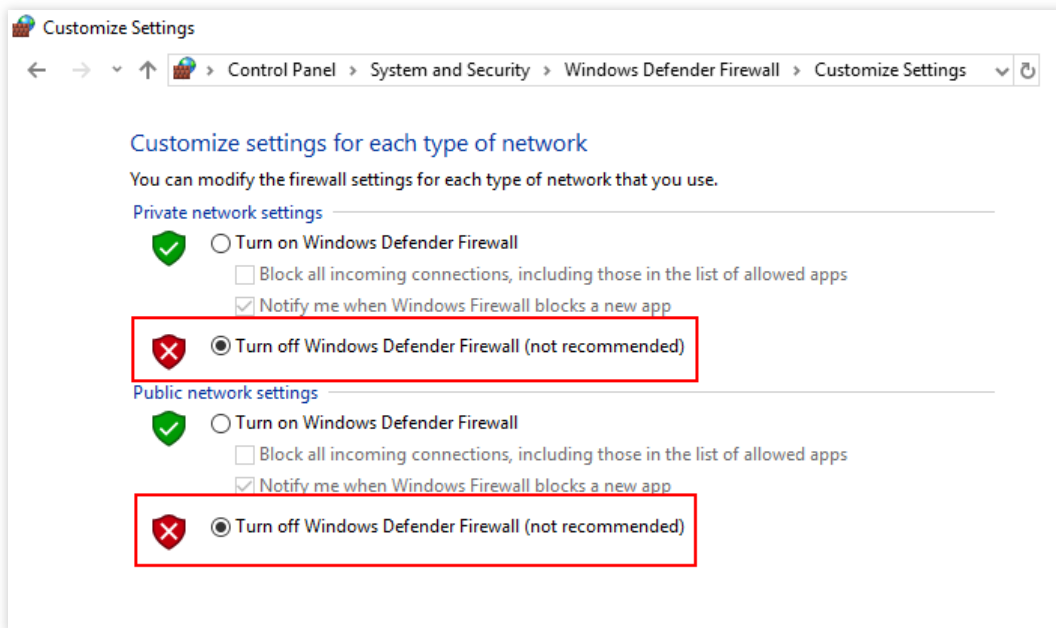 Customize Settings
Control Panel > System and Security > Windows Defender Firewall > Customize Settings
Customize settings for each type of network
You can modify the firewall settings for each type of network that you use.
Private network settings
Turn on Windows Defender Firewall
Block all incoming connections, including those in the list of allowed apps
Notify me when Windows Firewall blocks a new app
Turn off Windows Defender Firewall (not recommended)
Public network settings
Turn on Windows Defender Firewall
Block all incoming connections, including those in the list of allowed apps
Notify me when Windows Firewall blocks a new app
Turn off Windows Defender Firewall (not recommended)